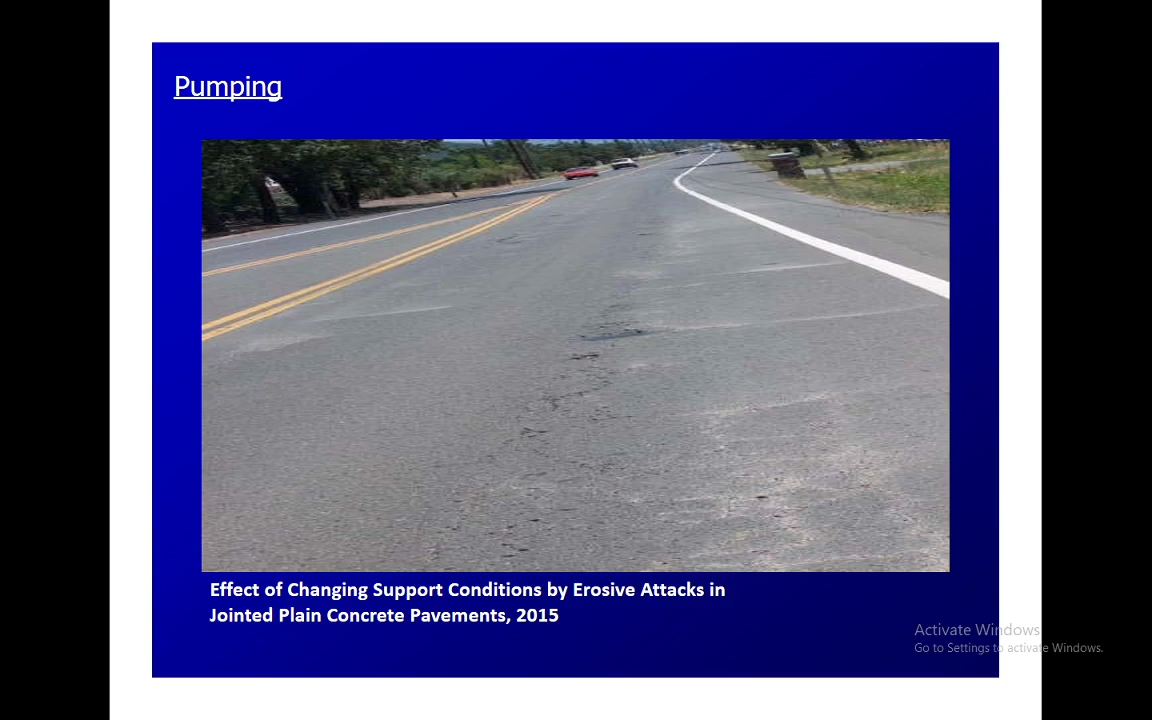 Pumping
Effect of Changing Support Conditions by Erosive Attacks in
Jointed Plain Concrete Pavements, 2015
Activate Windows
Go to Settings to activate Windows.